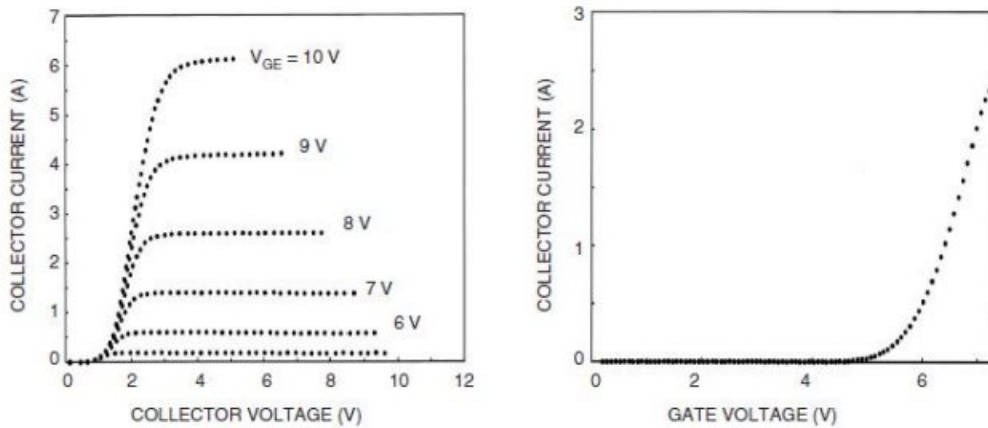 7
6
5
4
3
2
1
0
V_GE = 10 V
9 V
8 V
7 V
6 V
0
2
4
6
8
10
12
COLLECTOR CURRENT (A)
COLLECTOR VOLTAGE (V)
3
2
1
0
0
2
4
6
COLLECTOR CURRENT (A)
GATE VOLTAGE (V)